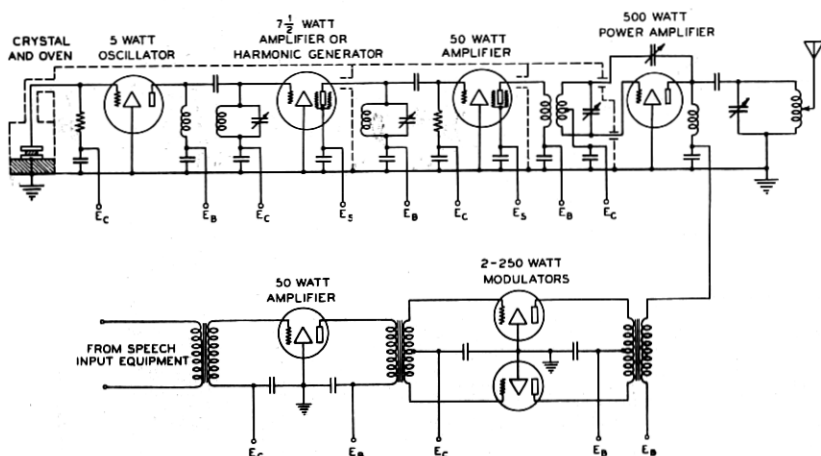 CRYSTAL
AND OVEN
5 WATT
OSCILLATOR
7 1/2 WATT
AMPLIFIER OR
HARMONIC GENERATOR
50 WATT
AMPLIFIER
500 WATT
POWER AMPLIFIER
EC
EB
EC
ES
EB
EC
ES
EB
EC
50 WATT
AMPLIFIER
2-250 WATT
MODULATORS
FROM SPEECH
INPUT EQUIPMENT
EC
EB
EC
EB
EB